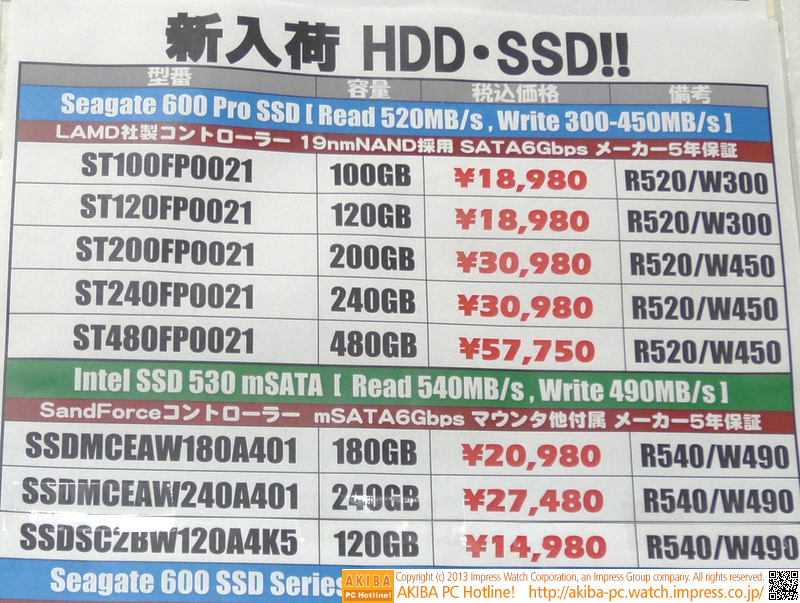 新入荷 HDD・SSD!!
型番 容量 税込価格 備考
Seagate 600 Pro SSD [ Read 520MB/s , Write 300-450MB/s ]
LAMD社製コントローラー 19nmNAND採用 SATA6Gbps メーカー5年保証
ST100FP0021 100GB ¥18,980 R520/W300
ST120FP0021 120GB ¥18,980 R520/W300
ST200FP0021 200GB ¥30,980 R520/W450
ST240FP0021 240GB ¥30,980 R520/W450
ST480FP0021 480GB ¥57,750 R520/W450
Intel SSD 530 mSATA [ Read 540MB/s , Write 490MB/s ]
SandForceコントローラー mSATA6Gbps マウンタ他付属 メーカー5年保証
SSDMCEAW180A401 180GB ¥20,980 R540/W490
SSDMCEAW240A401 240GB ¥27,480 R540/W490
SSDSC2BW120A4K5 120GB ¥14,980 R540/W490
Seagate 600 SSD Series
AKIBA PC Hotline!
Copyright (c) 2013 Impress Watch Corporation, an Impress Group company. All rights reserved.
AKIBA PC Hotline! http://akiba-pc.watch.impress.co.jp/